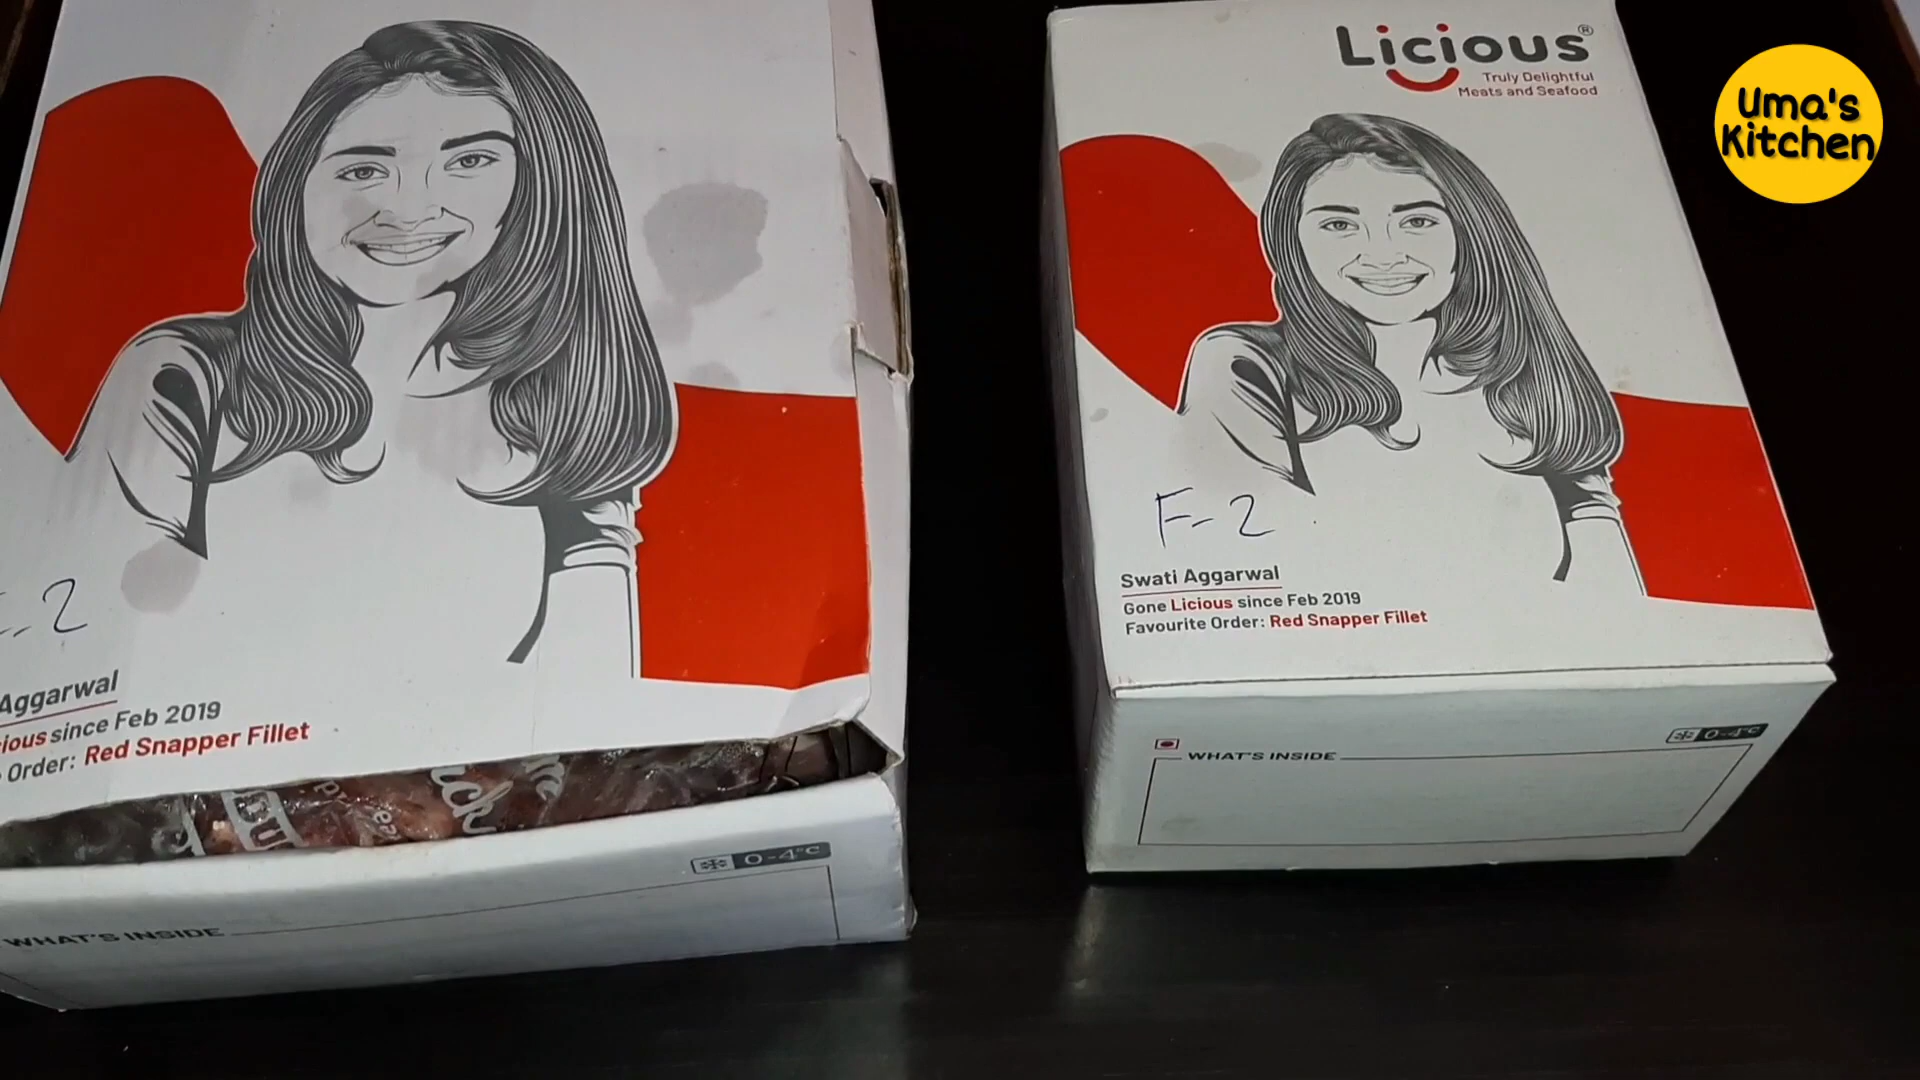 Licious®
Truly Delightful
Meats and Seafood
Uma's
Kitchen
F-2
Swati Aggarwal
Gone Licious since Feb 2019
Favourite Order: Red Snapper Fillet
WHAT'S INSIDE
0-4°C
2
Aggarwal
since Feb 2019
Order: Red Snapper Fillet
0-4°C
WHAT'S INSIDE